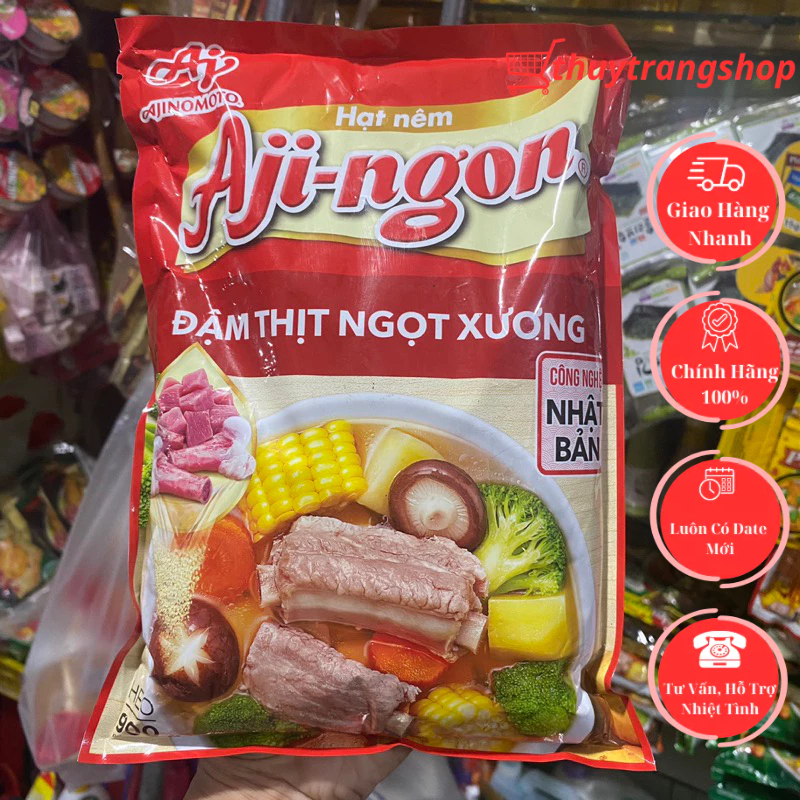 thuytrangshop
AJINOMOTO
Hạt nêm
Aji-ngon
ĐẬM THỊT NGỌT XƯƠNG
CÔNG NGHỆ
NHẬT
BẢN
Giao Hàng
Nhanh
Chính Hãng
100%
Luôn Có Date
Mới
Tư Vấn, Hỗ Trợ
Nhiệt Tình